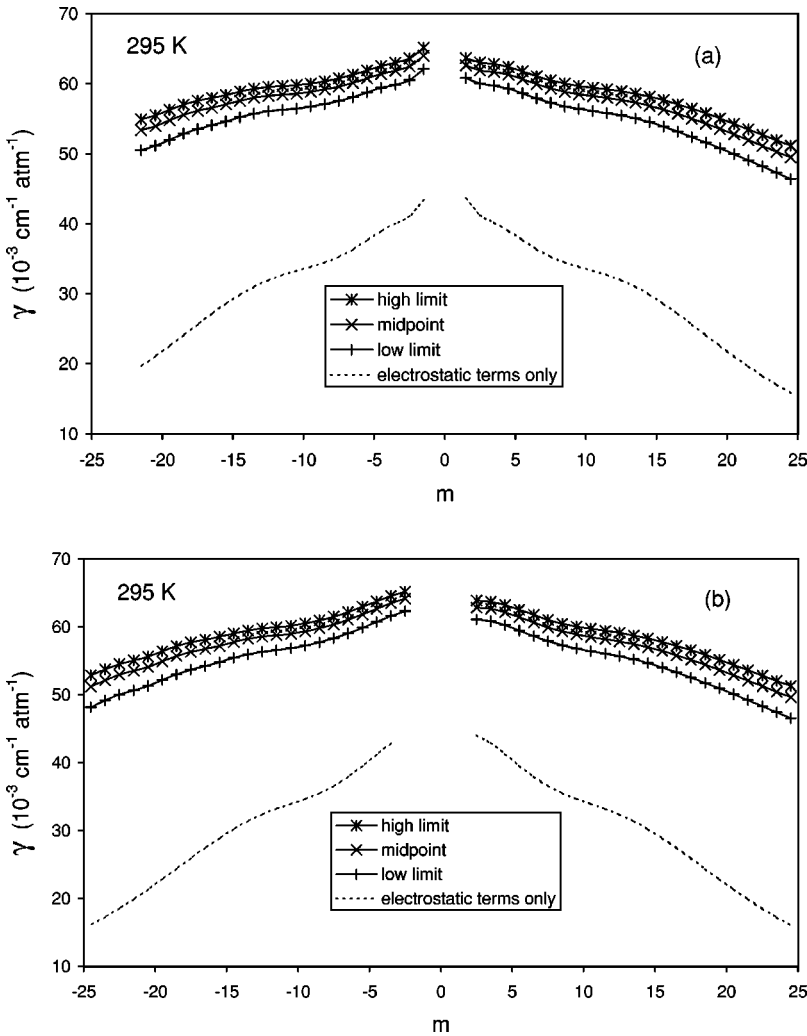 70
60
50
40
30
20
10
γ (10⁻³ cm⁻¹ atm⁻¹)
295 K
(a)
high limit
midpoint
low limit
electrostatic terms only
-25 -20 -15 -10 -5 0 5 10 15 20 25
m
70
60
50
40
30
20
10
γ (10⁻³ cm⁻¹ atm⁻¹)
295 K
(b)
high limit
midpoint
low limit
electrostatic terms only
-25 -20 -15 -10 -5 0 5 10 15 20 25
m